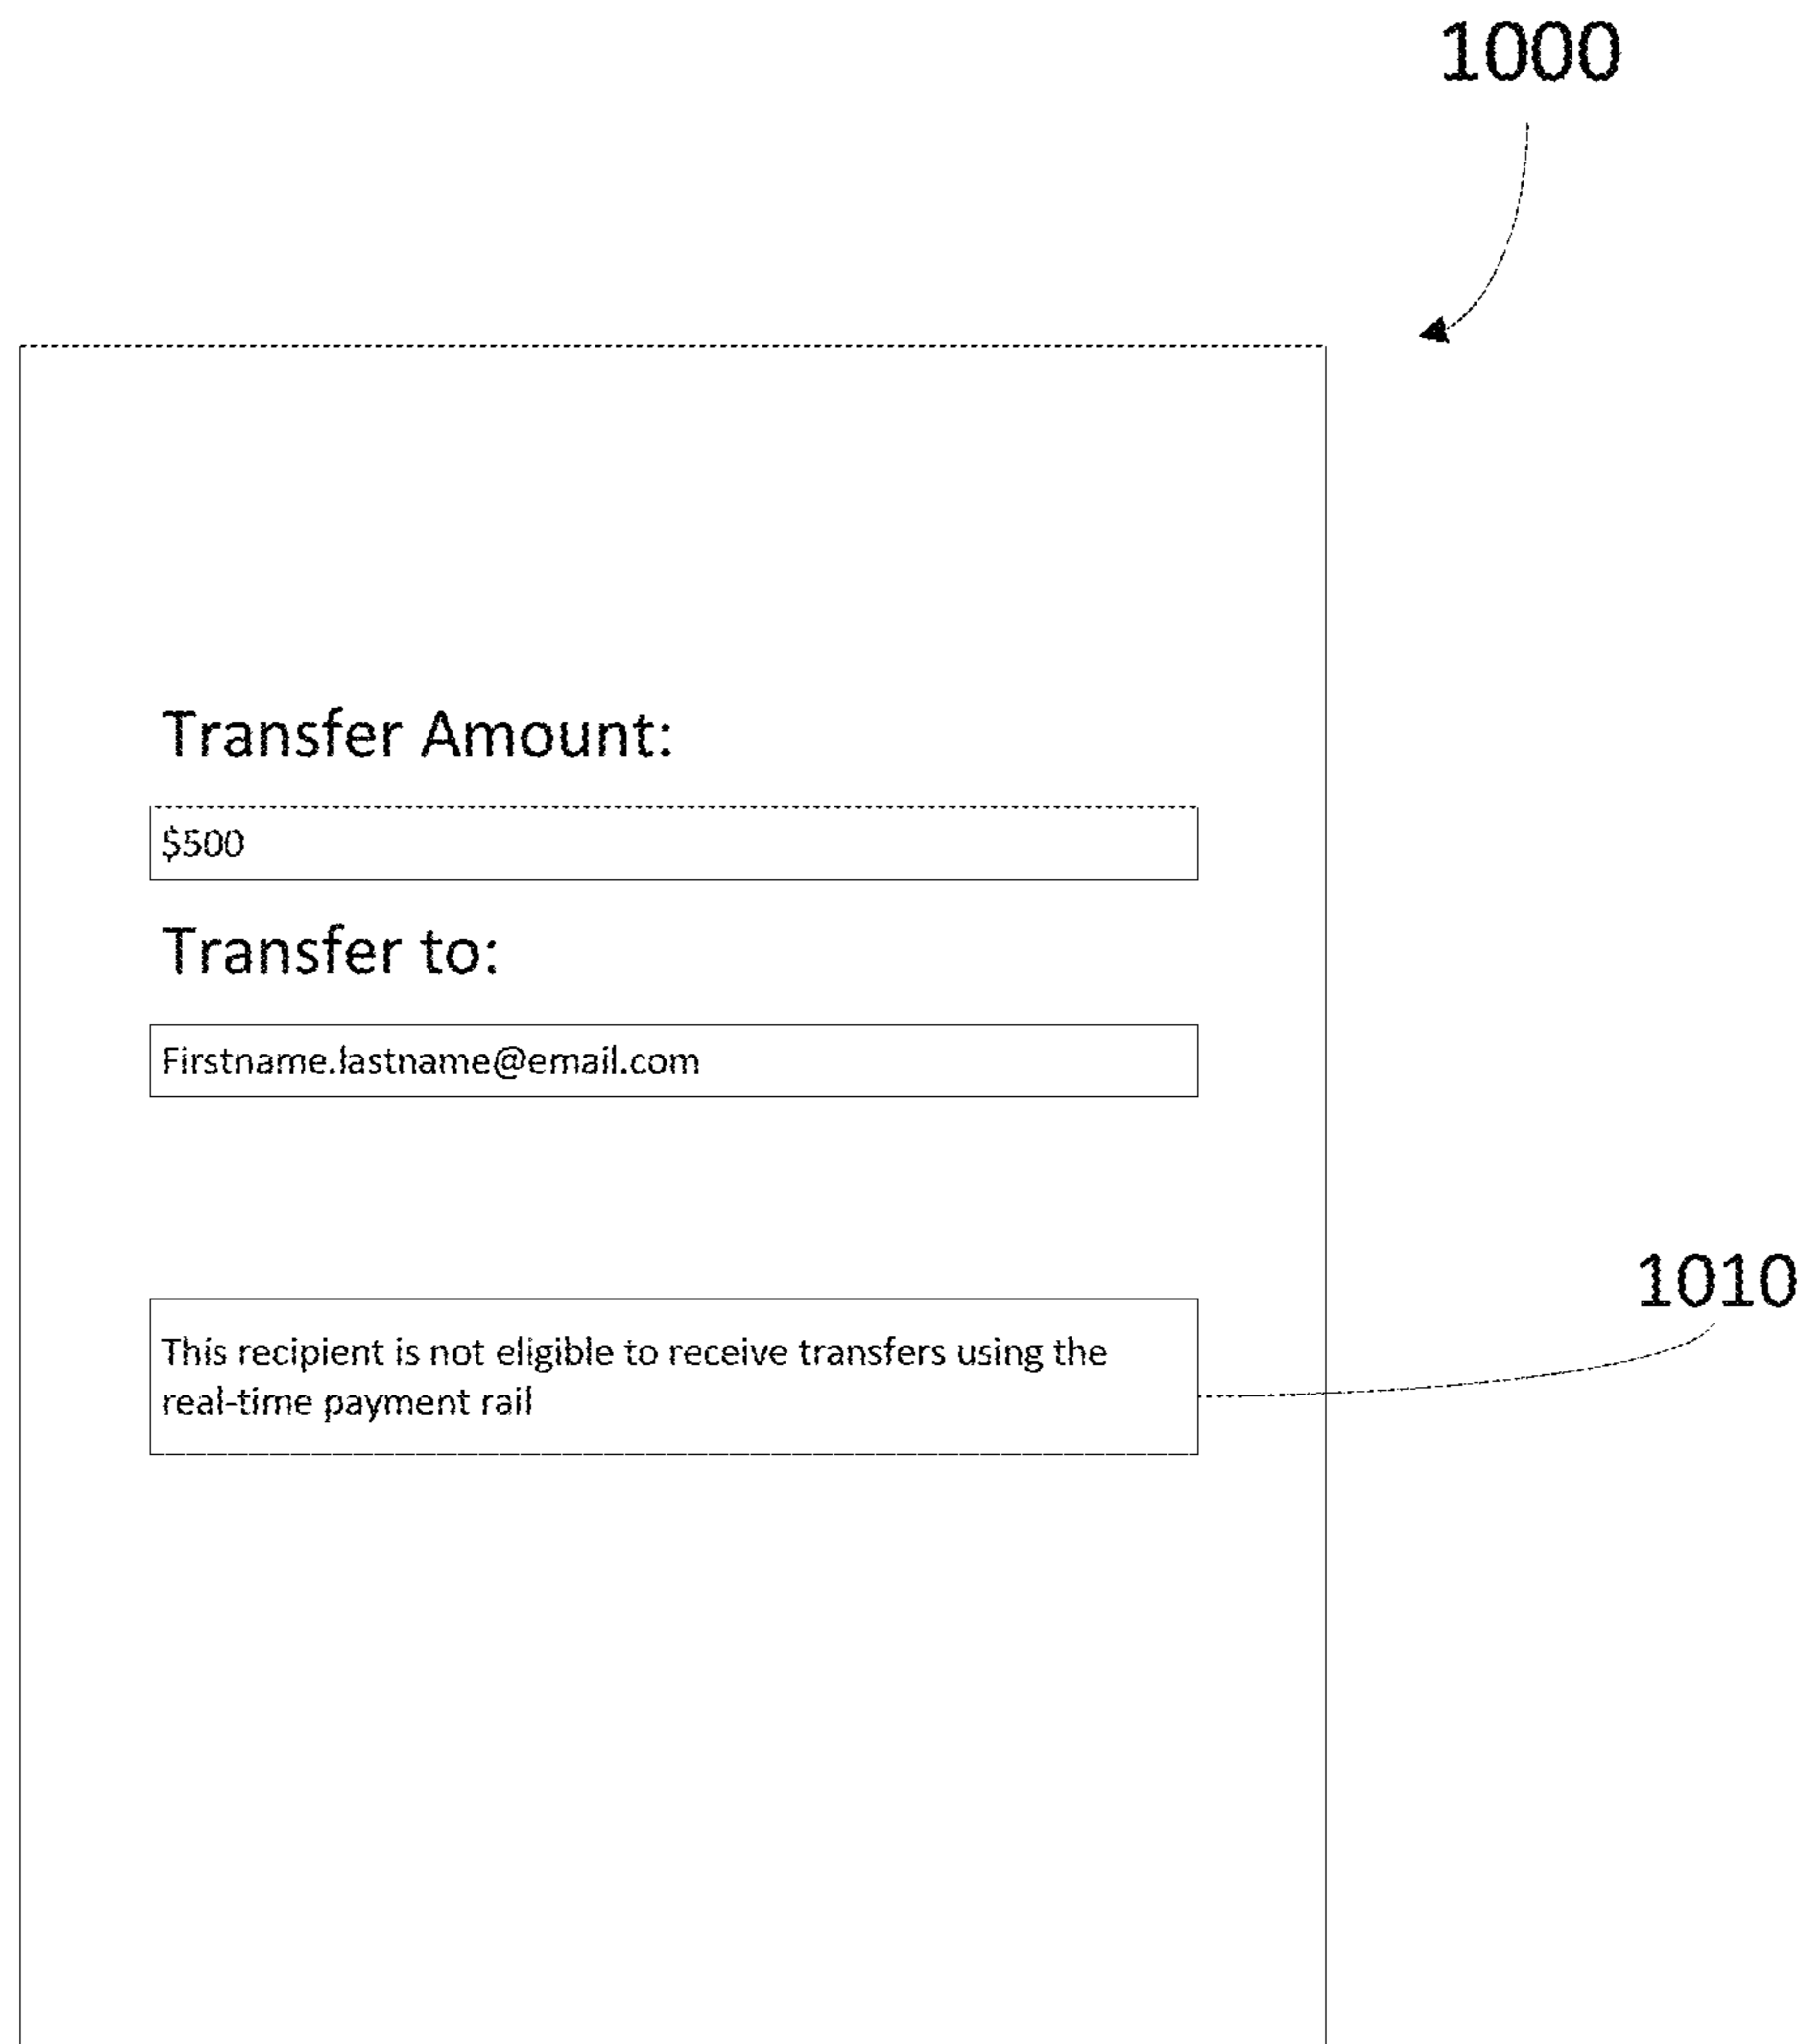 1000
Transfer Amount:
$500
Transfer to:
Firstname.lastname@email.com
1010
This recipient is not eligible to receive transfers using the
real-time payment rail